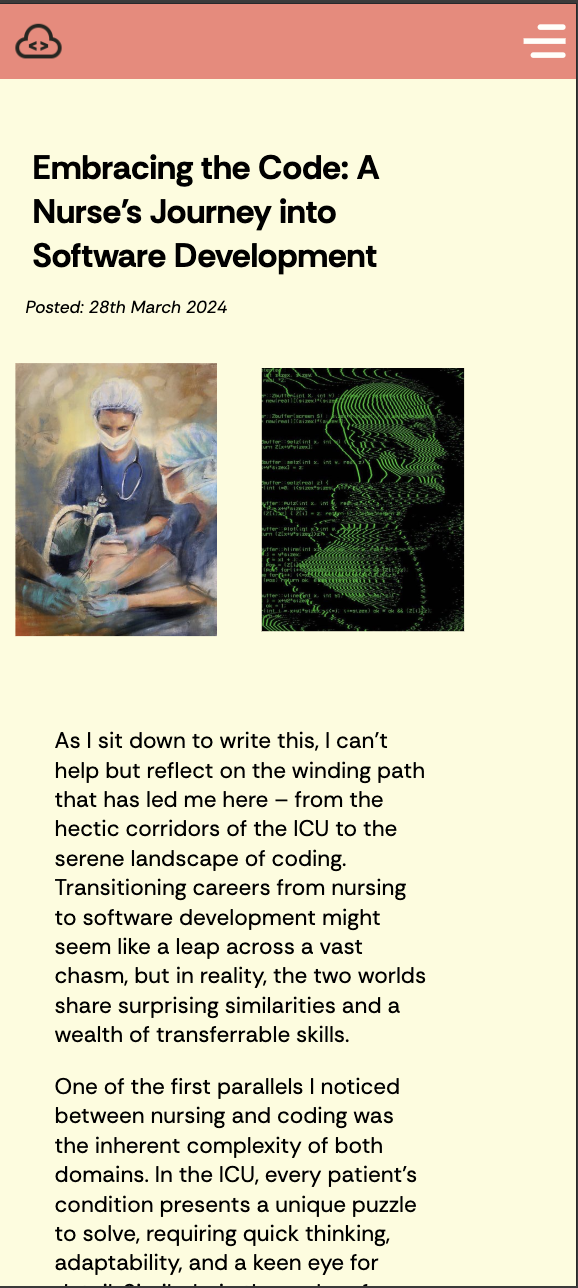 <>
Embracing the Code: A
Nurse’s Journey into
Software Development
Posted: 28th March 2024
As I sit down to write this, I can’t
help but reflect on the winding path
that has led me here – from the
hectic corridors of the ICU to the
serene landscape of coding.
Transitioning careers from nursing
to software development might
seem like a leap across a vast
chasm, but in reality, the two worlds
share surprising similarities and a
wealth of transferrable skills.
One of the first parallels I noticed
between nursing and coding was
the inherent complexity of both
domains. In the ICU, every patient’s
condition presents a unique puzzle
to solve, requiring quick thinking,
adaptability, and a keen eye for